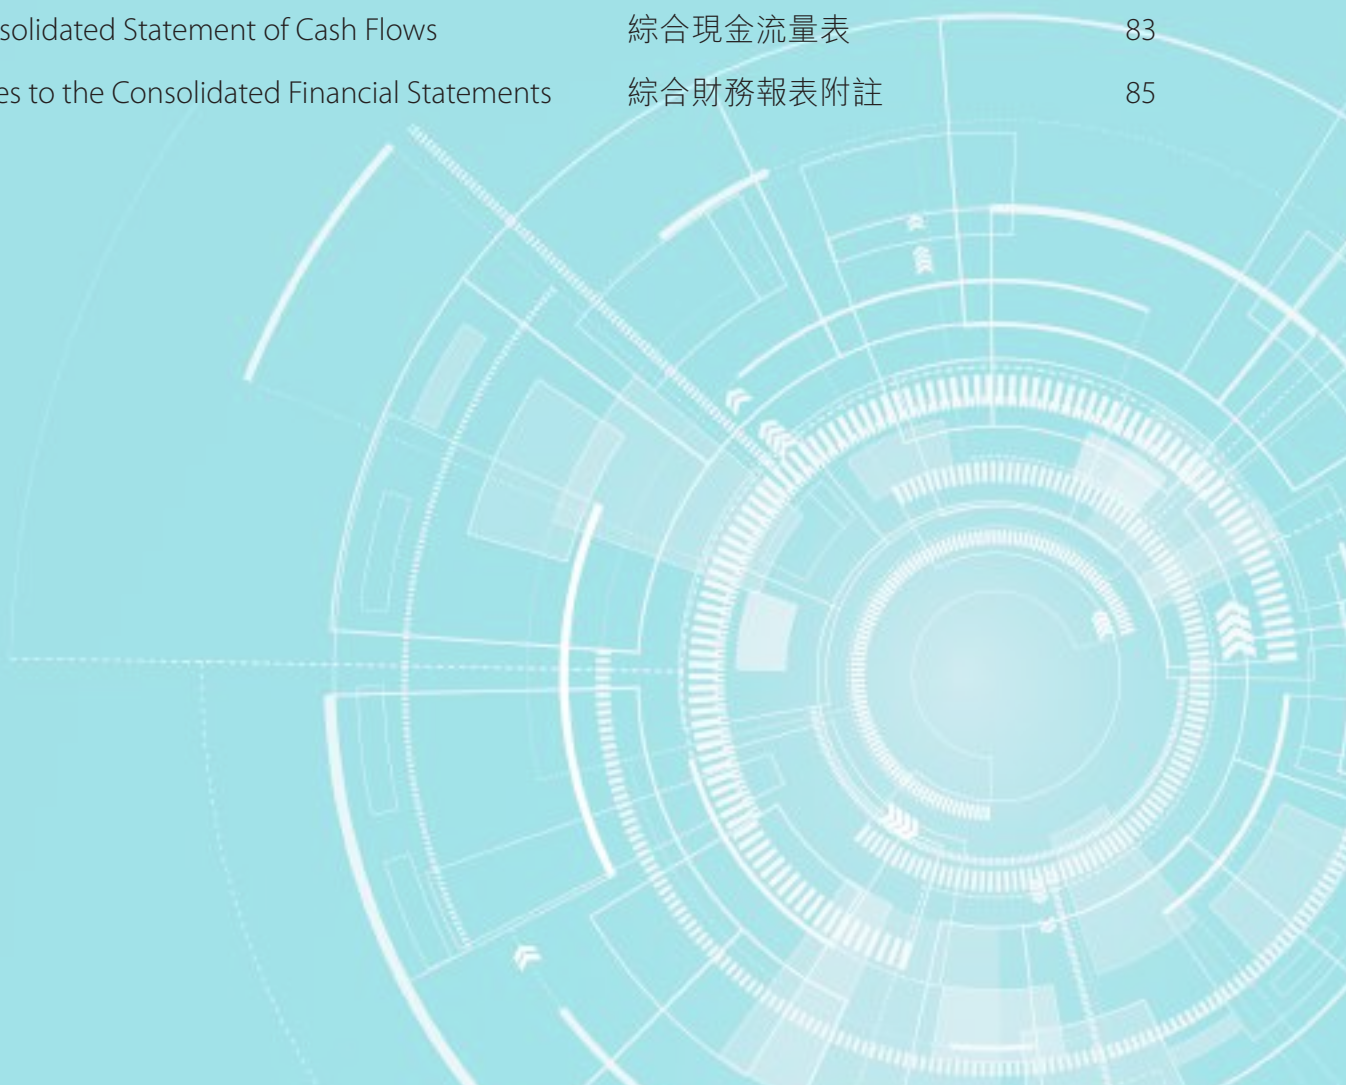 solidated Statement of Cash Flows 綜合現金流量表 83
es to the Consolidated Financial Statements 綜合財務報表附註 85